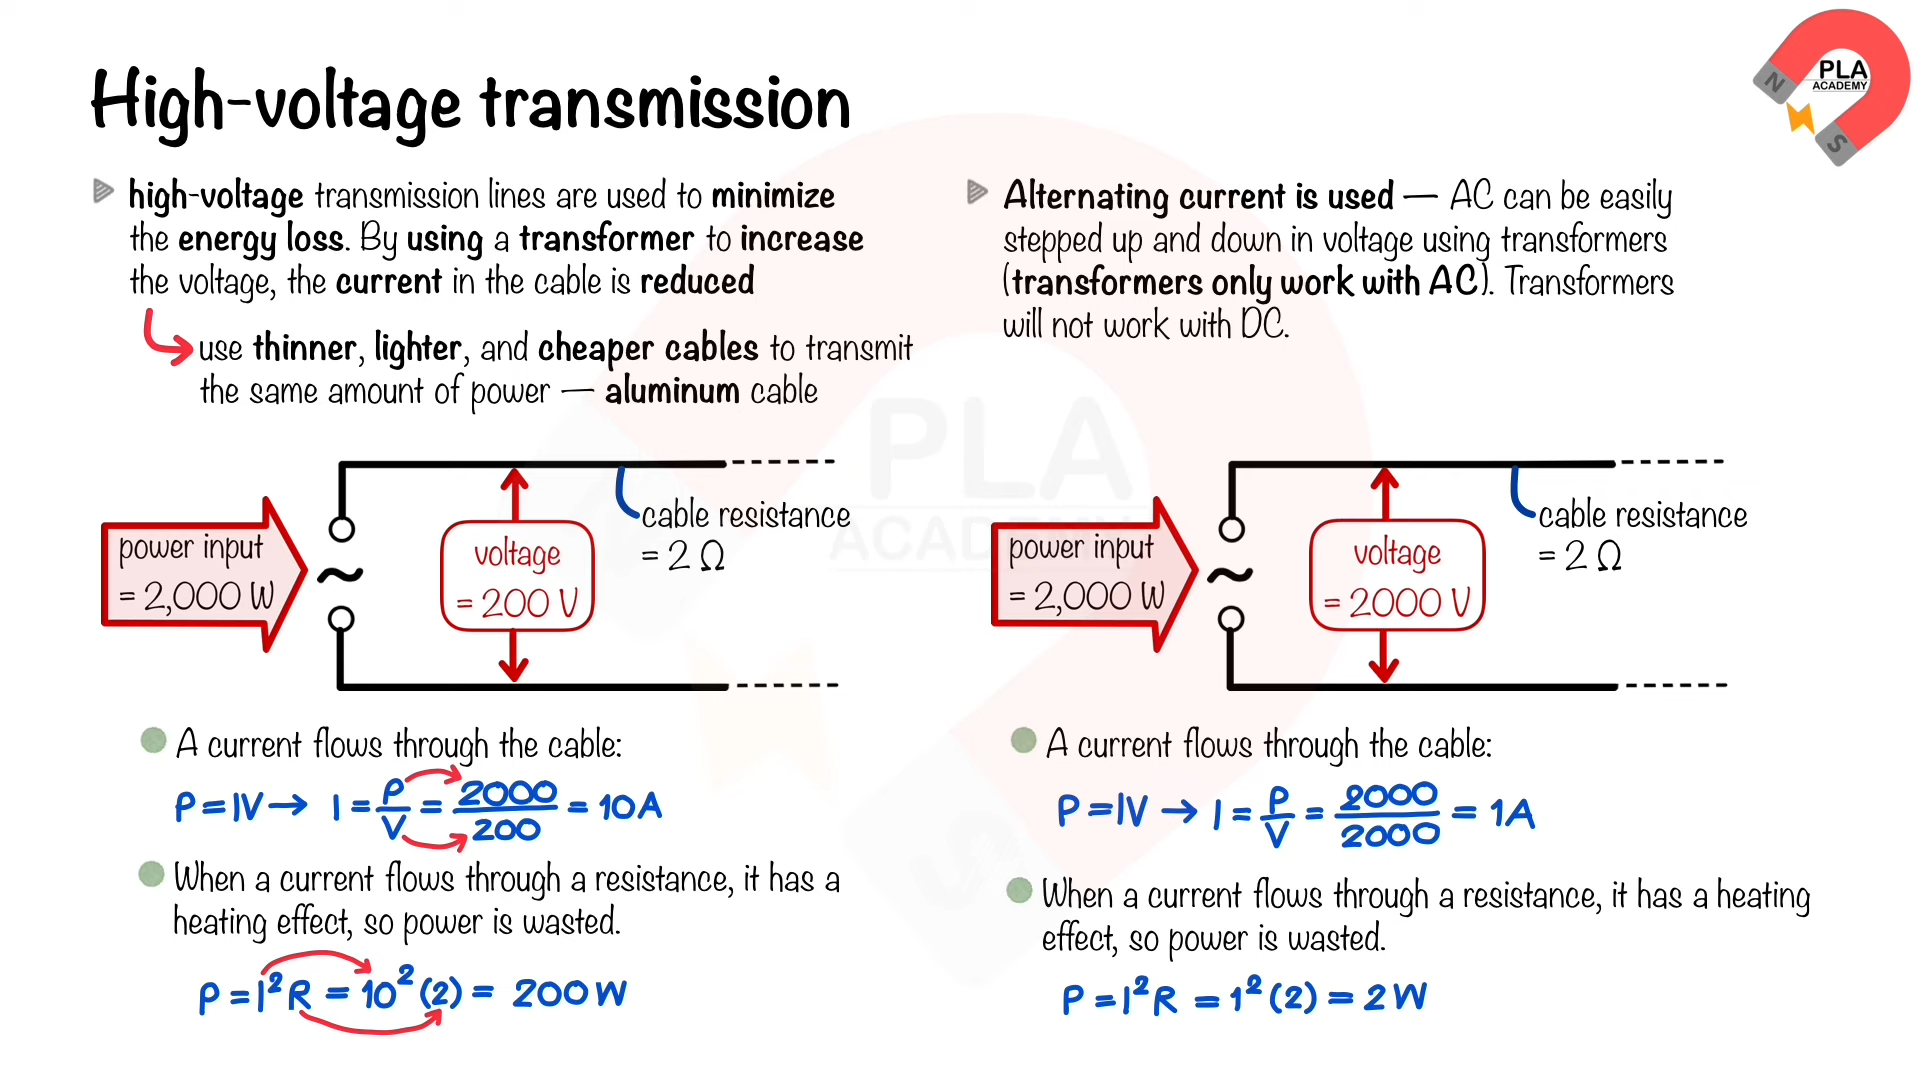 High-voltage transmission
N
PLA
ACADEMY
S
high-voltage transmission lines are used to minimize
the energy loss. By using a transformer to increase
the voltage, the current in the cable is reduced
use thinner, lighter, and cheaper cables to transmit
the same amount of power — aluminum cable
Alternating current is used — AC can be easily
stepped up and down in voltage using transformers
(transformers only work with AC). Transformers
will not work with DC.
PLA
ACADEMY
power input
= 2,000 W
~
voltage
= 200 V
cable resistance
= 2 Ω
power input
= 2,000 W
~
voltage
= 2000 V
cable resistance
= 2 Ω
A current flows through the cable:
P = IV → I = P/V = 2000/200 = 10A
When a current flows through a resistance, it has a
heating effect, so power is wasted.
P = I²R = 10²(2) = 200W
A current flows through the cable:
P = IV → I = P/V = 2000/2000 = 1A
When a current flows through a resistance, it has a heating
effect, so power is wasted.
P = I²R = 1²(2) = 2W
S